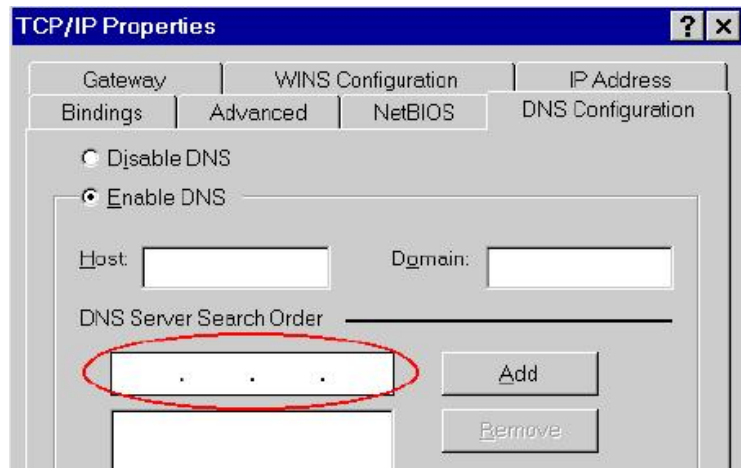 TCP/IP Properties
Gateway WINS Configuration IP Address
Bindings Advanced NetBIOS DNS Configuration
Disable DNS
Enable DNS
Host: Domain:
DNS Server Search Order
. . . Add
Remove